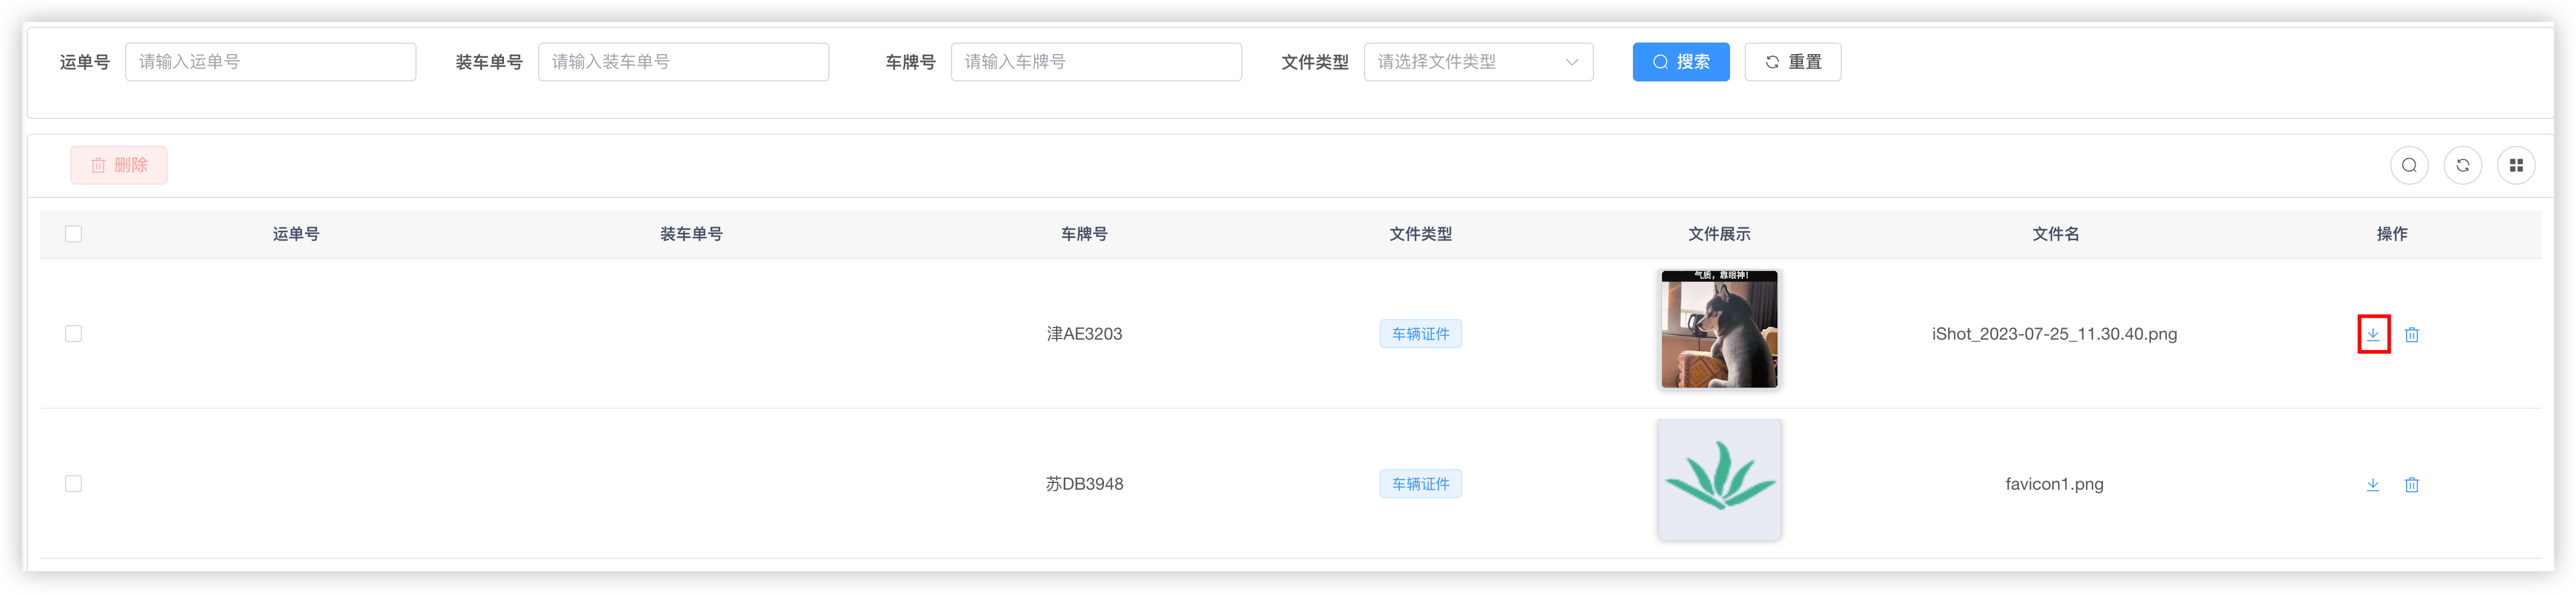 运单号 请输入运单号 装车单号 请输入装车单号 车牌号 请输入车牌号 文件类型 请选择文件类型 搜索 重置
删除
运单号 装车单号 车牌号 文件类型 文件展示 文件名 操作
气质，靠眼神！
津AE3203 车辆证件 iShot_2023-07-25_11.30.40.png
苏DB3948 车辆证件 favicon1.png